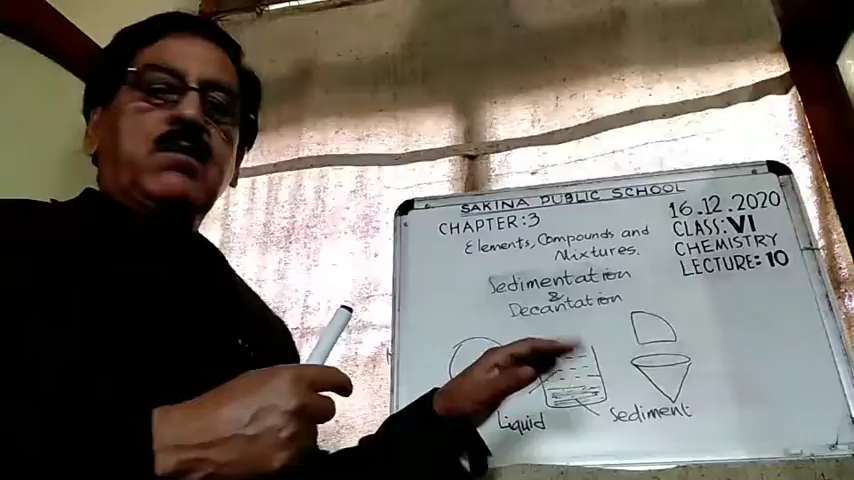 SAKINA PUBLIC SCHOOL
16.12.2020
CHAPTER:3
CLASS:VI
Elements, Compounds and
CHEMISTRY
Mixtures.
LECTURE:10
Sedimentation
&
Decantation
Liquid
Sediment